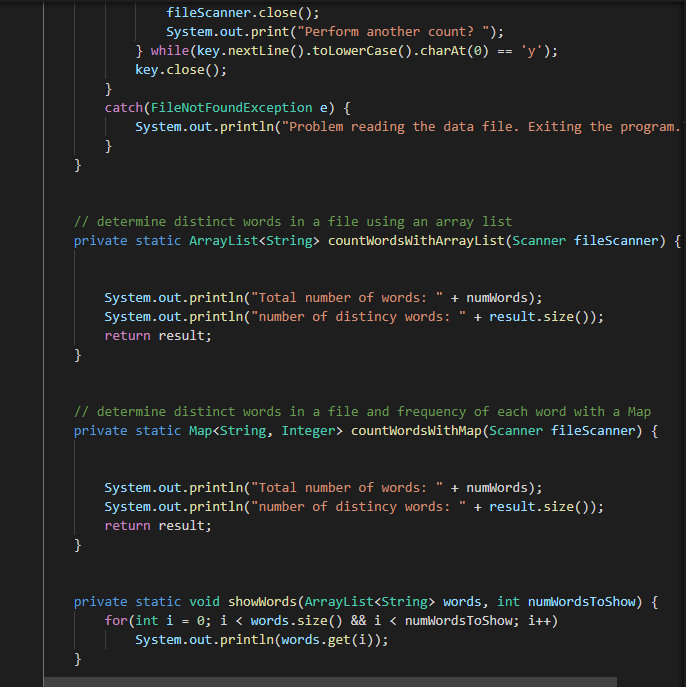 fileScanner.close();
System.out.print("Perform another count? ");
} while(key.nextLine().toLowerCase().charAt(0) == 'y');
key.close();
}
catch(FileNotFoundException e) {
System.out.println("Problem reading the data file. Exiting the program.
}
}
// determine distinct words in a file using an array list
private static ArrayList<String> countWordsWithArrayList(Scanner fileScanner) {
System.out.println("Total number of words: " + numWords);
System.out.println("number of distincy words: " + result.size());
return result;
}
// determine distinct words in a file and frequency of each word with a Map
private static Map<String, Integer> countWordsWithMap(Scanner fileScanner) {
System.out.println("Total number of words: " + numWords);
System.out.println("number of distincy words: " + result.size());
return result;
}
private static void showWords(ArrayList<String> words, int numWordsToShow) {
for(int i = 0; i < words.size() && i < numWordsToShow; i++)
System.out.println(words.get(i));
}